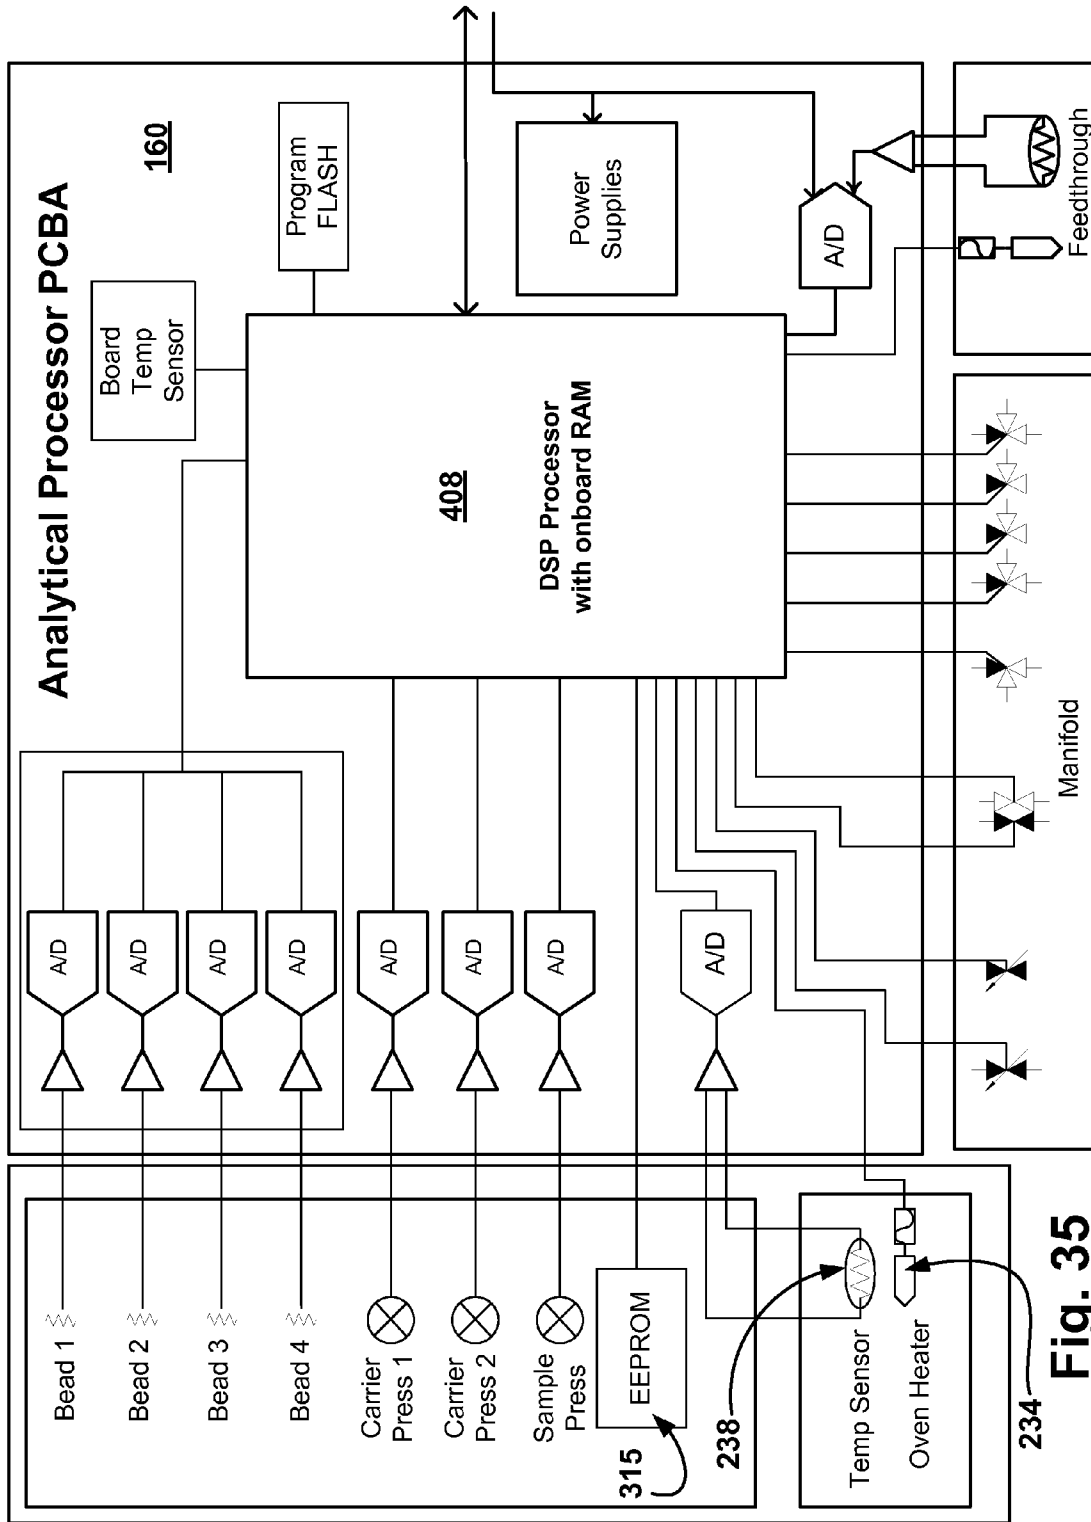 Analytical Processor PCBA
160
Bead 1
A/D
Bead 2
A/D
Bead 3
A/D
Bead 4
A/D
Carrier
Press 1
A/D
Carrier
Press 2
A/D
Sample
Press
A/D
EEPROM
315
Board
Temp
Sensor
Program
FLASH
408
DSP Processor
with onboard RAM
Power
Supplies
A/D
A/D
238
Temp Sensor
Oven Heater
234
Manifold
Feedthrough
Fig. 35